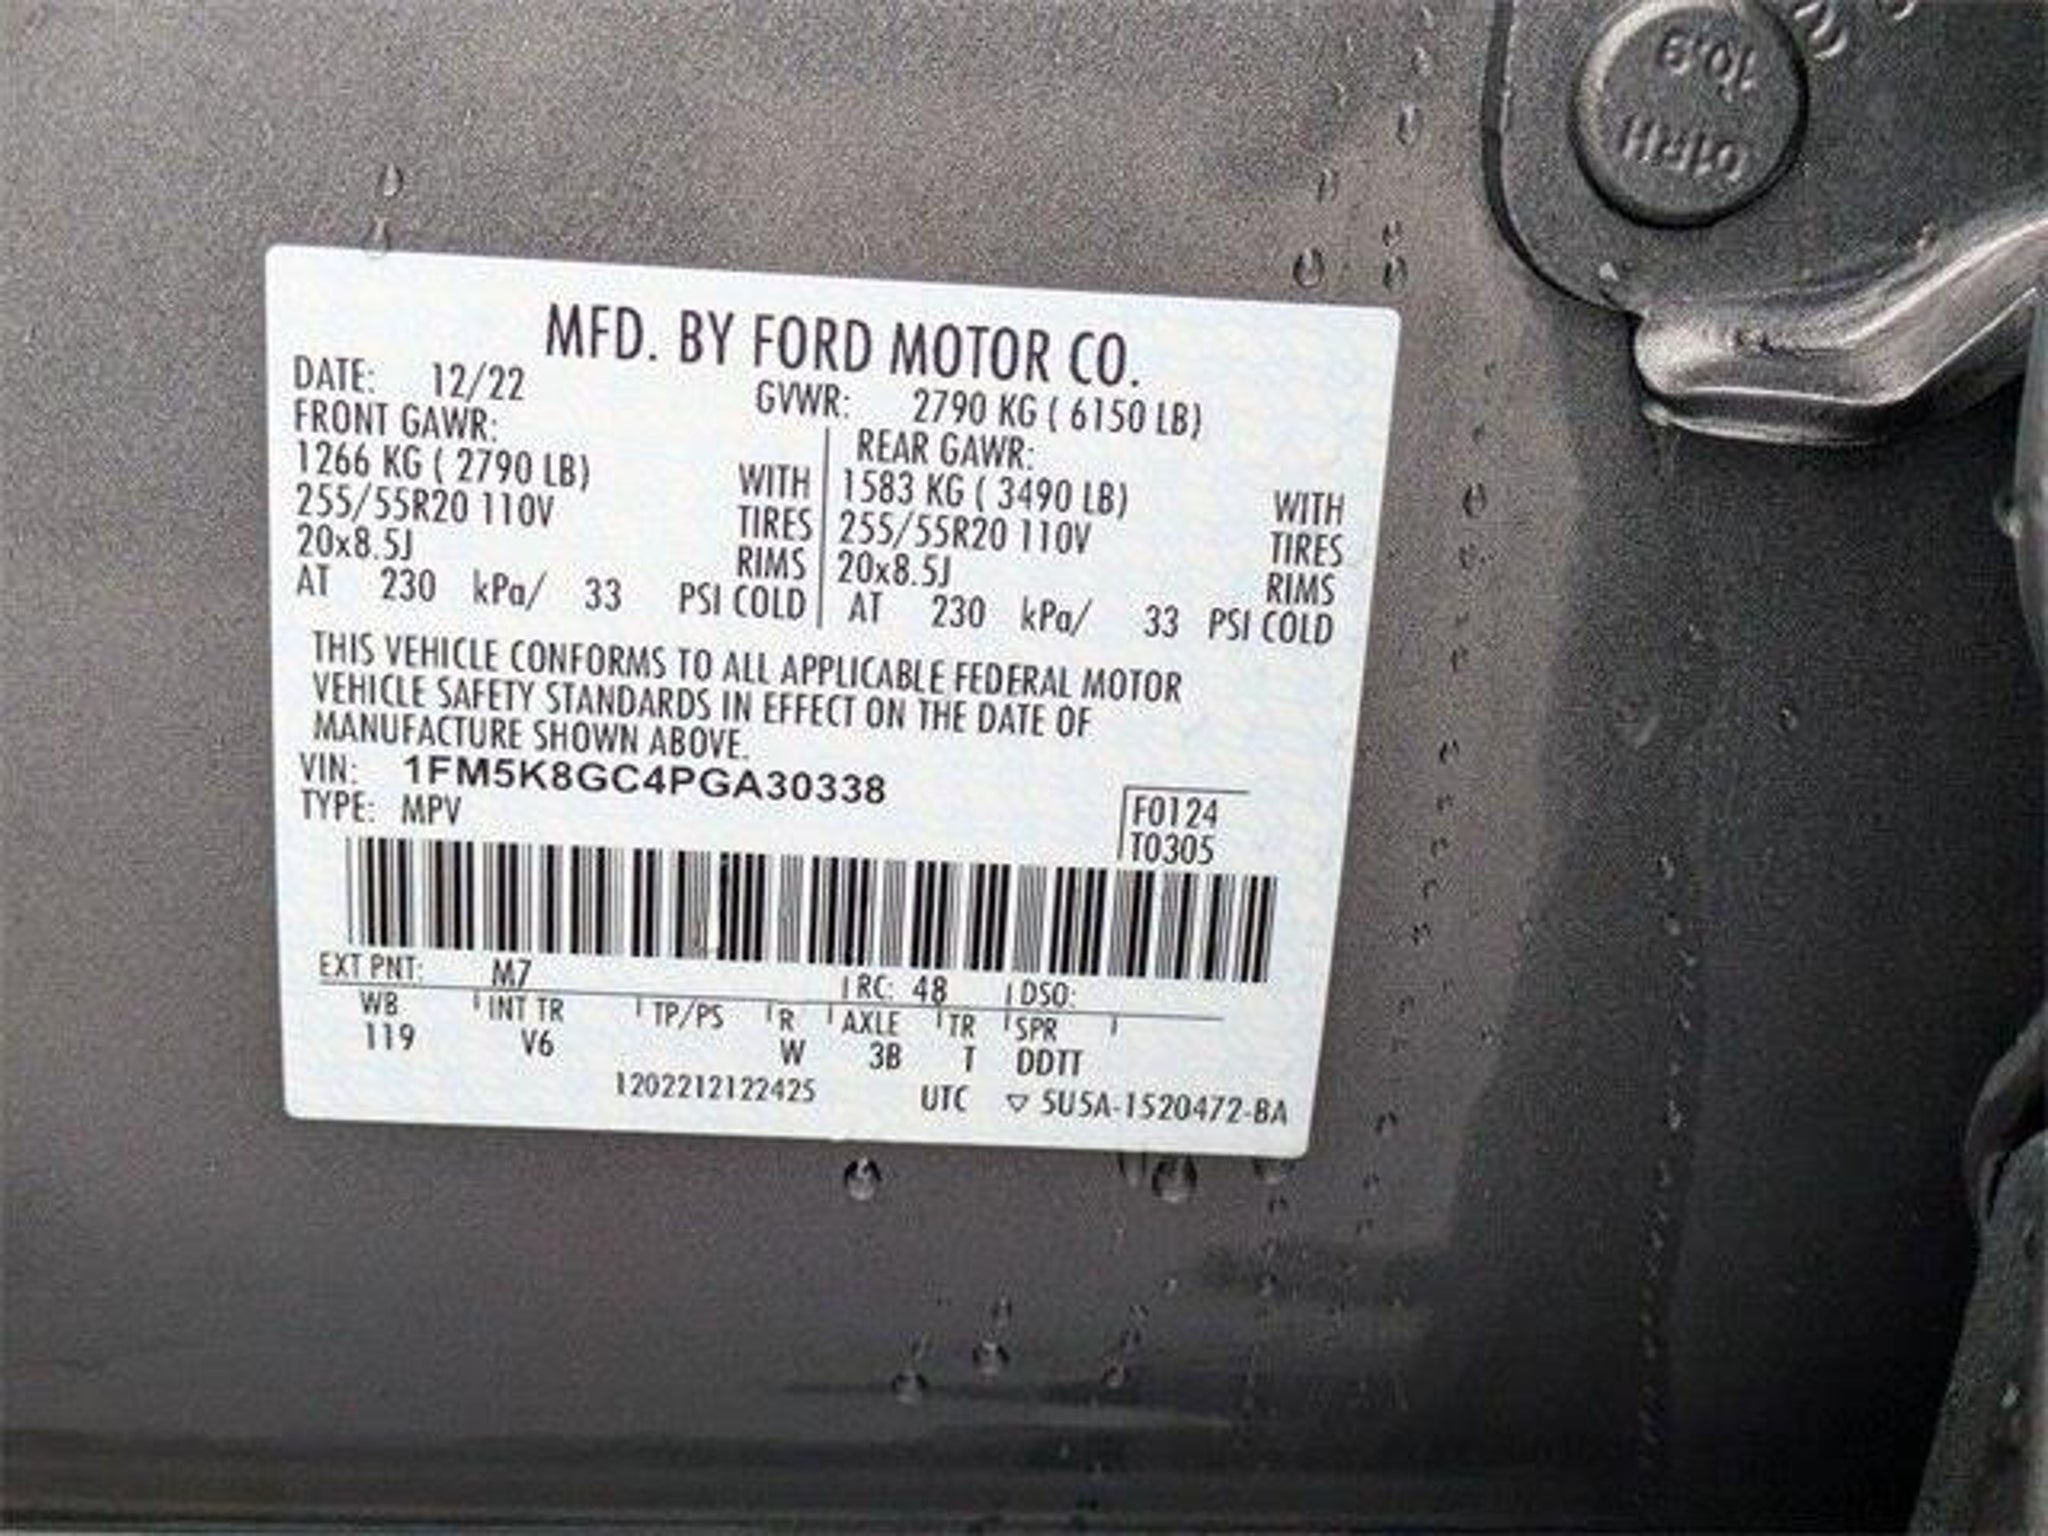 10.9
01RH
MFD. BY FORD MOTOR CO.
DATE: 12/22 GVWR: 2790 KG ( 6150 LB)
FRONT GAWR: REAR GAWR:
1266 KG ( 2790 LB) WITH 1583 KG ( 3490 LB) WITH
255/55R20 110V TIRES 255/55R20 110V TIRES
20x8.5J RIMS 20x8.5J RIMS
AT 230 kPa/ 33 PSI COLD AT 230 kPa/ 33 PSI COLD
THIS VEHICLE CONFORMS TO ALL APPLICABLE FEDERAL MOTOR
VEHICLE SAFETY STANDARDS IN EFFECT ON THE DATE OF
MANUFACTURE SHOWN ABOVE.
VIN: 1FM5K8GC4PGA30338
TYPE: MPV F0124
T0305
EXT PNT: M7 RC: 48 DSO:
WB INT TR TP/PS R AXLE TR SPR
119 V6 W 3B T DDTT
1202212122425 UTC ▽ 5U5A-1520472-BA